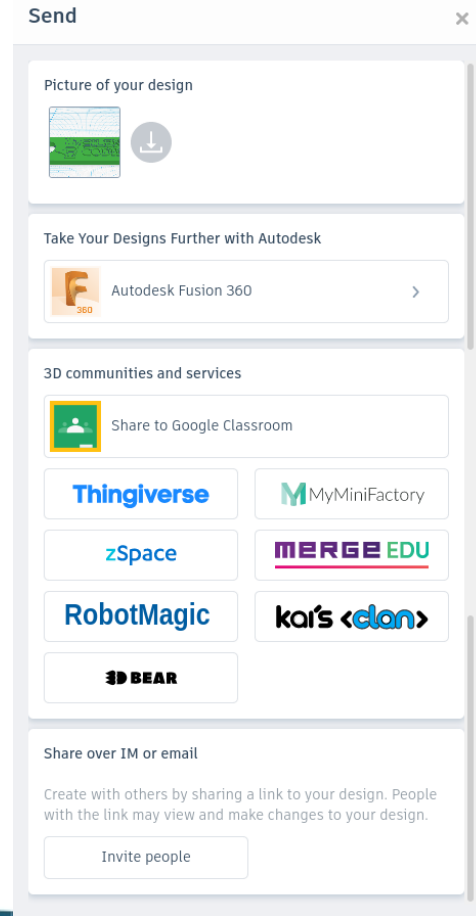 Send
Picture of your design
Take Your Designs Further with Autodesk
360
Autodesk Fusion 360
3D communities and services
Share to Google Classroom
Thingiverse
MyMiniFactory
zSpace
MERGE EDU
RobotMagic
kai's <clan>
3D BEAR
Share over IM or email
Create with others by sharing a link to your design. People
with the link may view and make changes to your design.
Invite people